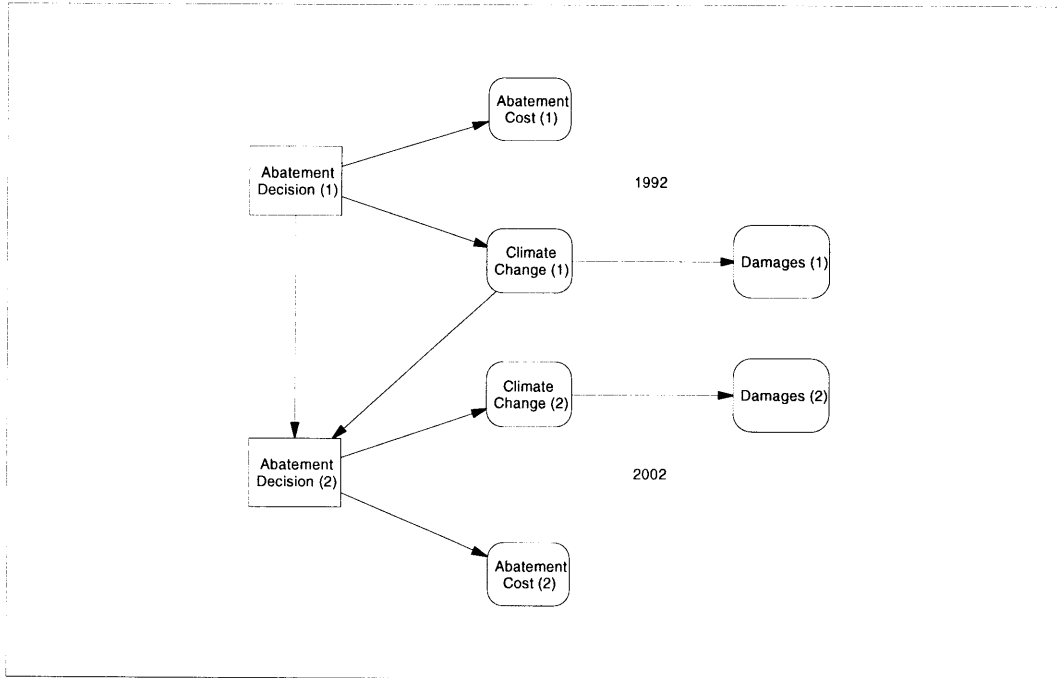 Abatement
Cost (1)
Abatement
Decision (1)
1992
Climate
Change (1)
Damages (1)
Climate
Change (2)
Damages (2)
Abatement
Decision (2)
2002
Abatement
Cost (2)